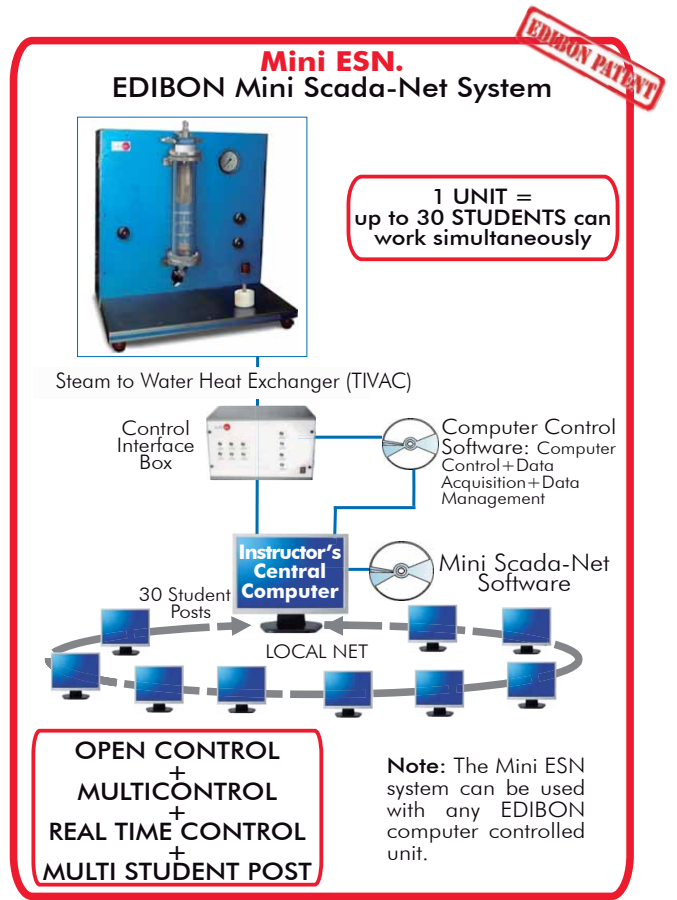 EDIBON PATENT
Mini ESN.
EDIBON Mini Scada-Net System
1 UNIT =
up to 30 STUDENTS can
work simultaneously
Steam to Water Heat Exchanger (TIVAC)
Control
Interface
Box
Computer Control
Software: Computer
Control+Data
Acquisition+Data
Management
Instructor's
Central
Computer
Mini Scada-Net
Software
30 Student
Posts
LOCAL NET
OPEN CONTROL
+
MULTICONTROL
+
REAL TIME CONTROL
+
MULTI STUDENT POST
Note: The Mini ESN
system can be used
with any EDIBON
computer controlled
unit.